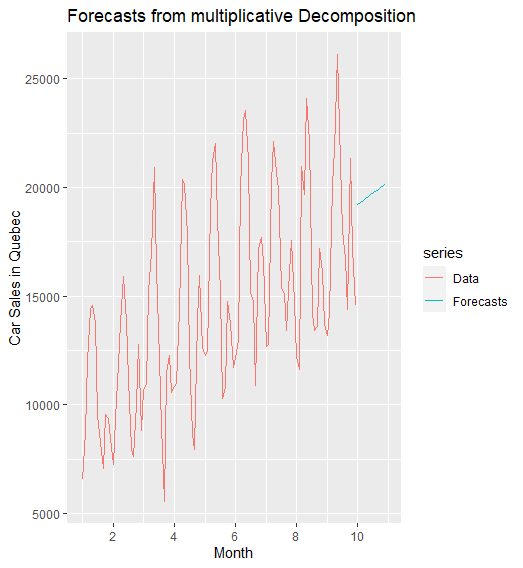 Forecasts from multiplicative Decomposition
25000
20000
15000
10000
5000
Car Sales in Quebec
2 4 6 8 10
Month
series
Data
Forecasts